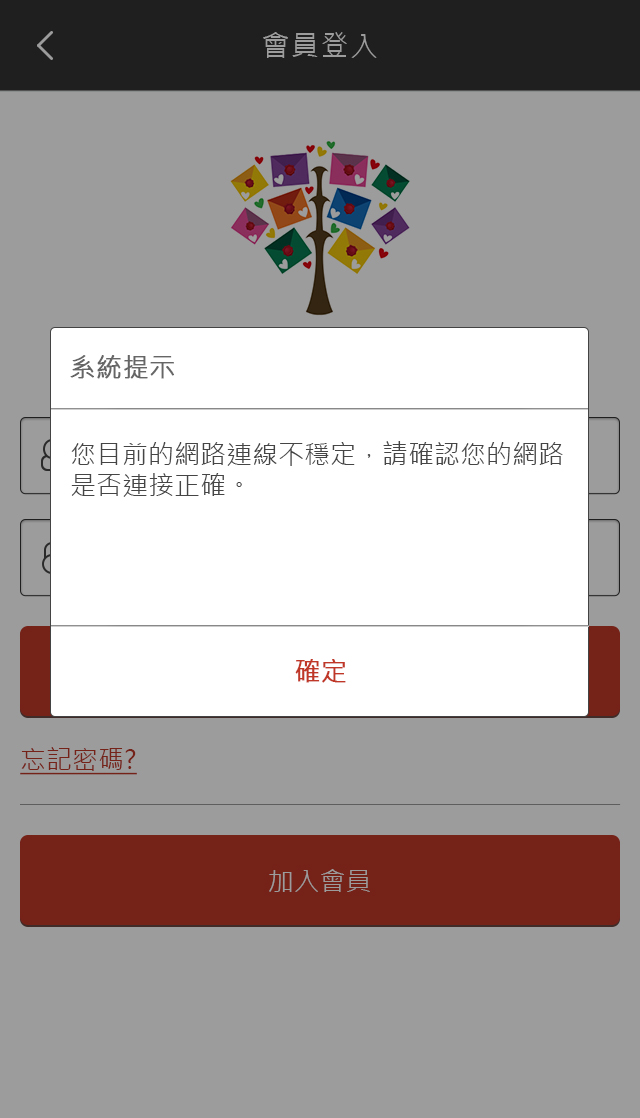 會員登入
系統提示
您目前的網路連線不穩定，請確認您的網路
是否連接正確。
確定
忘記密碼?
加入會員